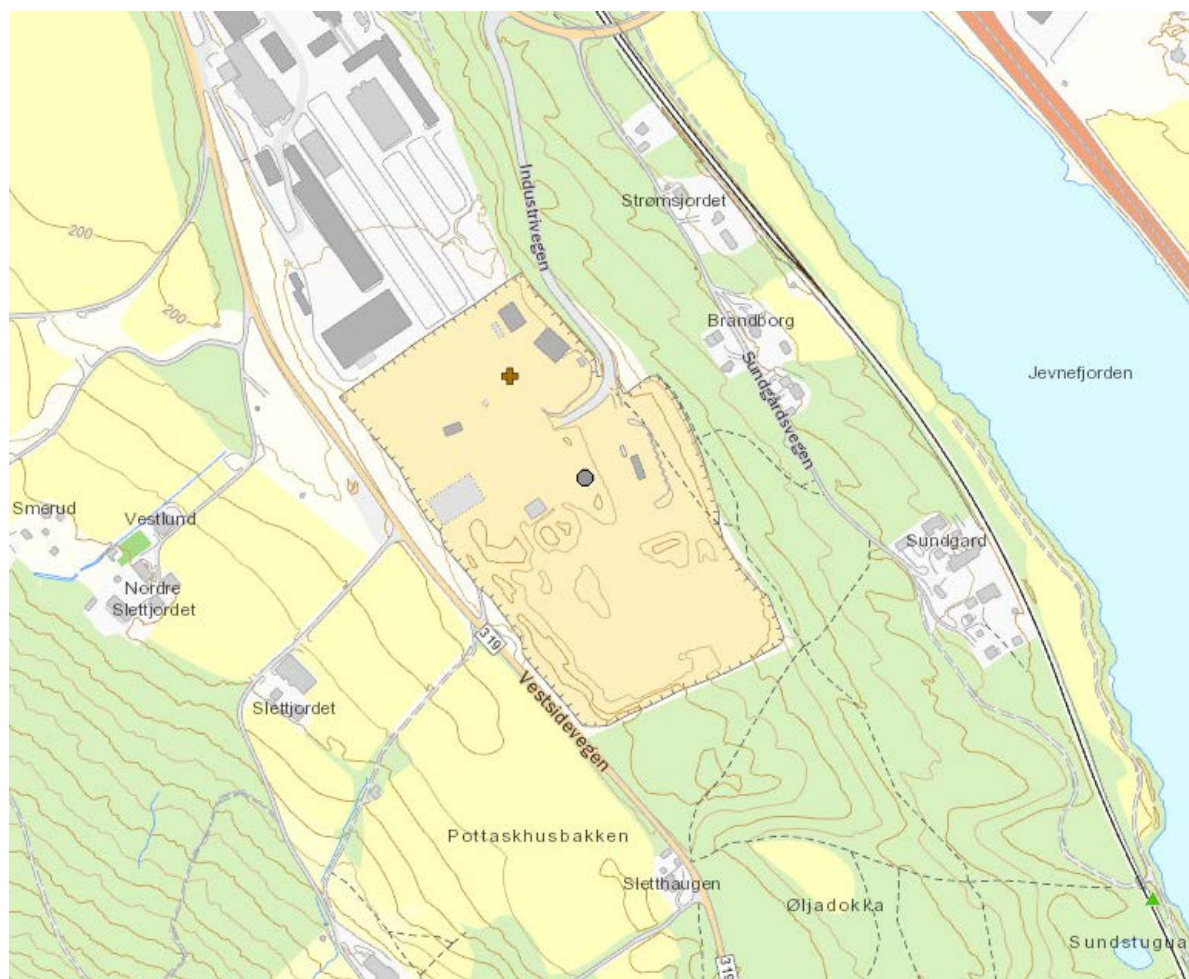 Industrivegen
Strømsjordet
200
200
Brandborg
Sundgårdsvegen
Jevnefjorden
Smerud
Vestlund
Nordre
Slettjordet
Sundgard
319
Slettjordet
Vestsidevegen
Pottaskhusbakken
Sletthaugen
Øljadokka
Sundstugua
319